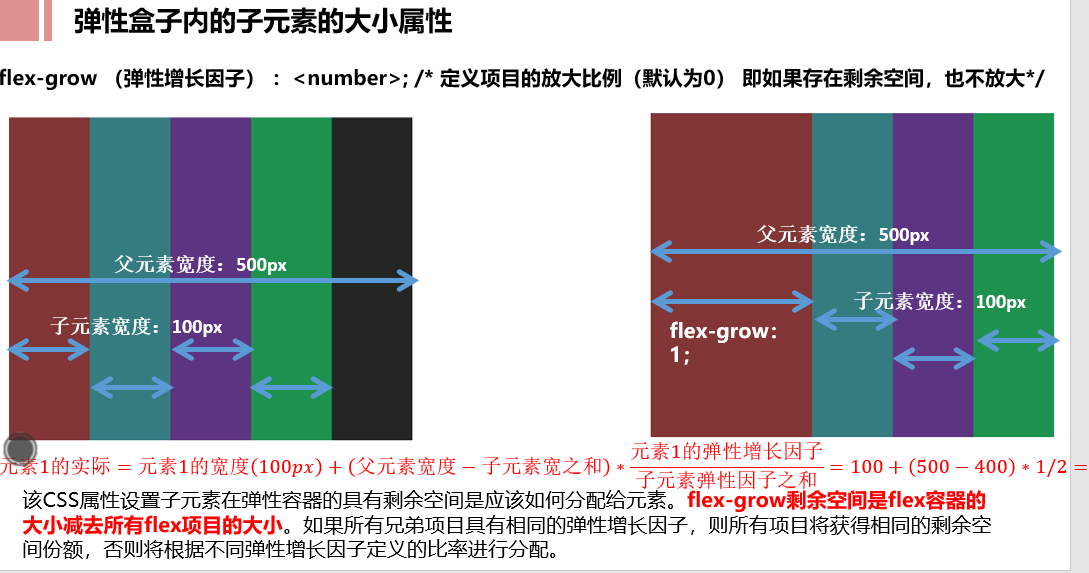 弹性盒子内的子元素的大小属性
flex-grow （弹性增长因子）：<number>; /* 定义项目的放大比例（默认为0） 即如果存在剩余空间，也不放大*/
父元素宽度：500px
子元素宽度：100px
父元素宽度：500px
子元素宽度：100px
flex-grow：
1；
元素1的实际 = 元素1的宽度(100px) + (父元素宽度 − 子元素宽之和) * 元素1的弹性增长因子/子元素弹性因子之和 = 100 + (500 − 400) * 1/2 =
该CSS属性设置子元素在弹性容器的具有剩余空间是应该如何分配给元素。flex-grow剩余空间是flex容器的
大小减去所有flex项目的大小。如果所有兄弟项目具有相同的弹性增长因子，则所有项目将获得相同的剩余空
间份额，否则将根据不同弹性增长因子定义的比率进行分配。